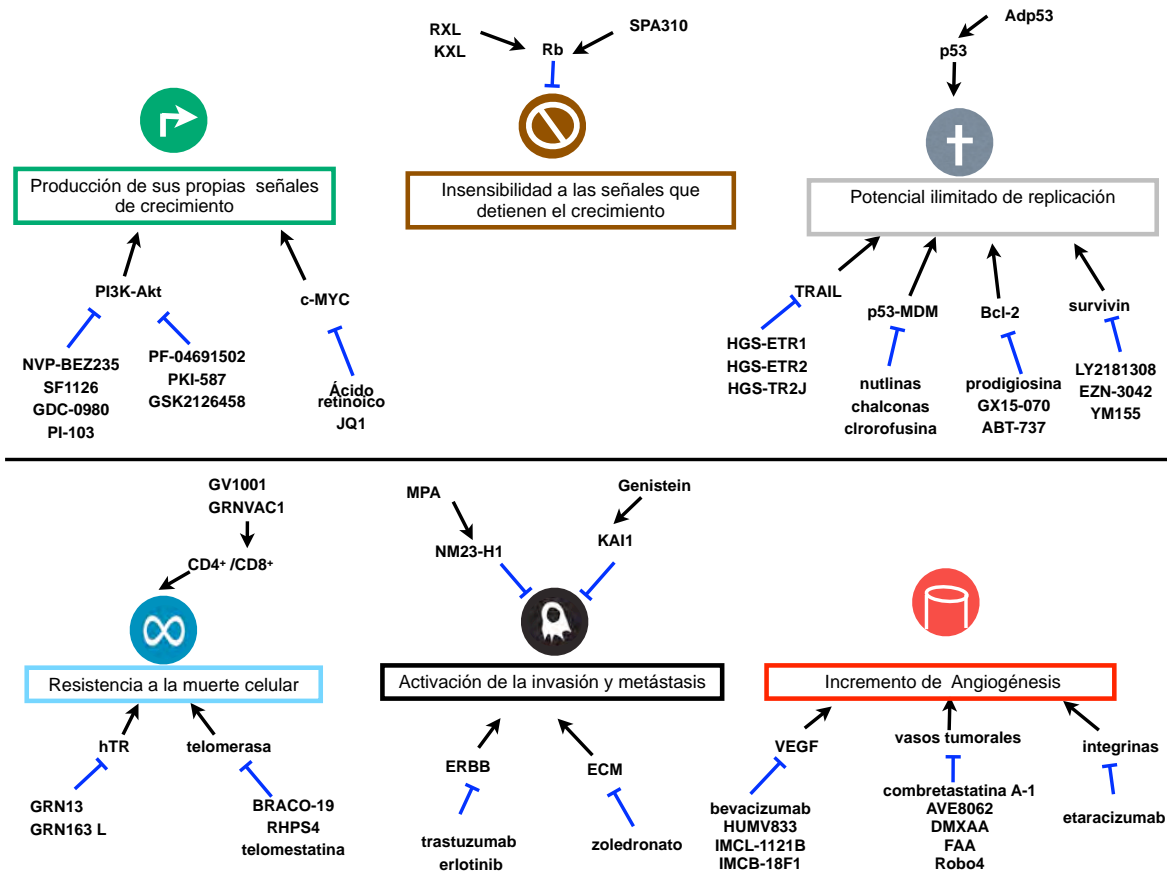 RXL
KXL
Rb
SPA310
Adp53
p53
Producción de sus propias señales
de crecimiento
Insensibilidad a las señales que
detienen el crecimiento
Potencial ilimitado de replicación
PI3K-Akt
c-MYC
NVP-BEZ235
SF1126
GDC-0980
PI-103
PF-04691502
PKI-587
GSK2126458
Ácido
retinoico
JQ1
TRAIL
p53-MDM
Bcl-2
survivin
HGS-ETR1
HGS-ETR2
HGS-TR2J
nutlinas
chalconas
clrorofusina
prodigiosina
GX15-070
ABT-737
LY2181308
EZN-3042
YM155
GV1001
GRNVAC1
CD4+ /CD8+
MPA
NM23-H1
Genistein
KAI1
Resistencia a la muerte celular
Activación de la invasión y metástasis
Incremento de Angiogénesis
hTR
telomerasa
GRN13
GRN163 L
BRACO-19
RHPS4
telomestatina
ERBB
ECM
trastuzumab
erlotinib
zoledronato
VEGF
vasos tumorales
integrinas
bevacizumab
HUMV833
IMCL-1121B
IMCB-18F1
combretastatina A-1
AVE8062
DMXAA
FAA
Robo4
etaracizumab